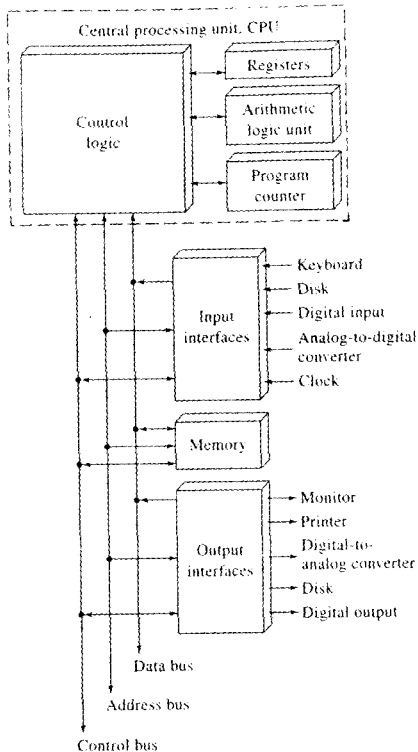 Central processing unit, CPU
Control
logic
Registers
Arithmetic
logic unit
Program
counter
Input
interfaces
Keyboard
Disk
Digital input
Analog-to-digital
converter
Clock
Memory
Output
interfaces
Monitor
Printer
Digital-to-
analog converter
Disk
Digital output
Data bus
Address bus
Control bus